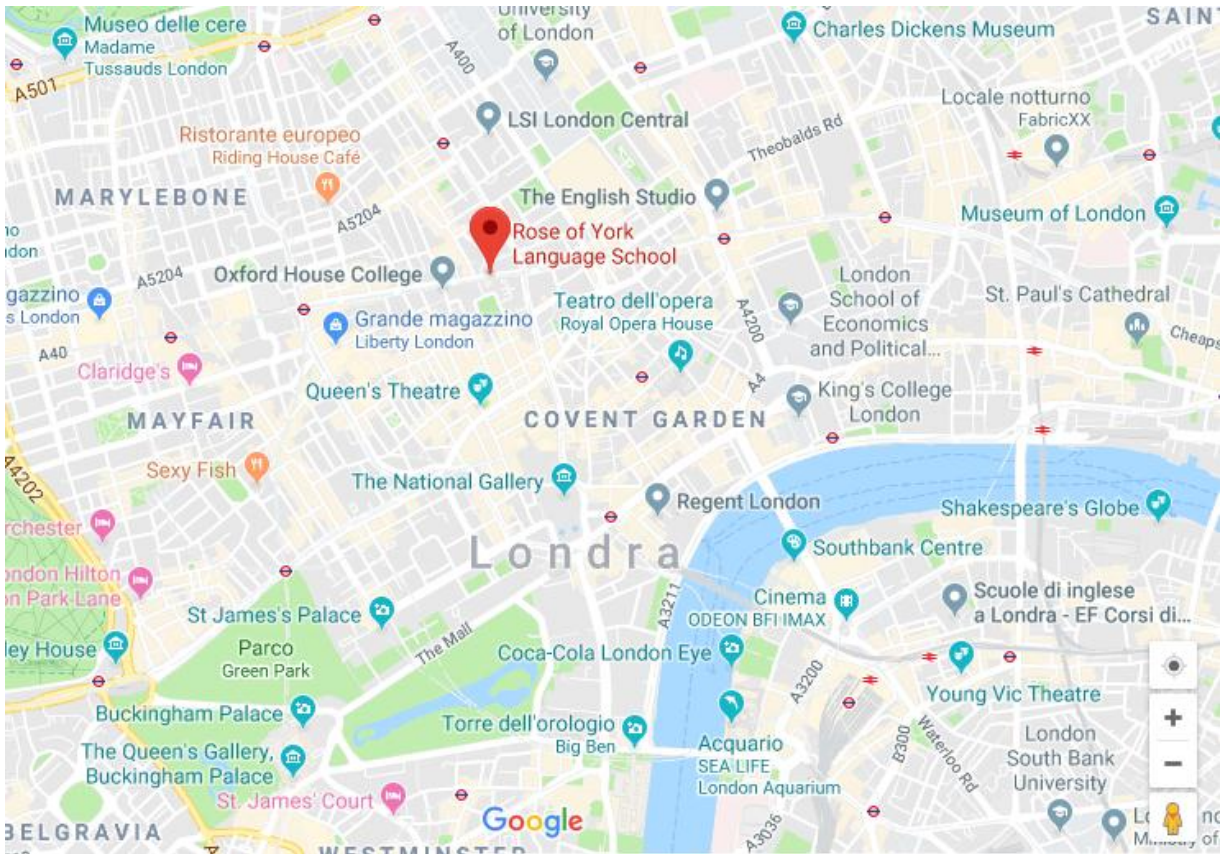 University
of London
SAINT
Museo delle cere
Madame
Tussauds London
Charles Dickens Museum
A400
A501
LSI London Central
Locale notturno
FabricXX
Theobalds Rd
Ristorante europeo
Riding House Café
MARYLEBONE
The English Studio
Museum of London
A5204
Rose of York
Language School
Oxford House College
A5204
London
School of
Economics
and Political...
St. Paul's Cathedral
s London
Teatro dell'opera
Royal Opera House
Grande magazzino
Liberty London
A4200
Cheaps
A40
Claridge's
Queen's Theatre
A4
King's College
London
MAYFAIR
COVENT GARDEN
A4202
Sexy Fish
The National Gallery
Regent London
Shakespeare's Globe
rchester
Londra
Southbank Centre
ondon Hilton
on Park Lane
St James's Palace
A3211
Cinema
ODEON BFI IMAX
Scuole di inglese
a Londra - EF Corsi di...
ley House
Parco
Green Park
The Mall
Coca-Cola London Eye
A3200
Young Vic Theatre
Buckingham Palace
Torre dell'orologio
Big Ben
Acquario
SEA LIFE
London Aquarium
B300
Waterloo Rd
London
South Bank
University
The Queen's Gallery,
Buckingham Palace
St. James' Court
Google
BELGRAVIA
WESTMINSTER
A3036